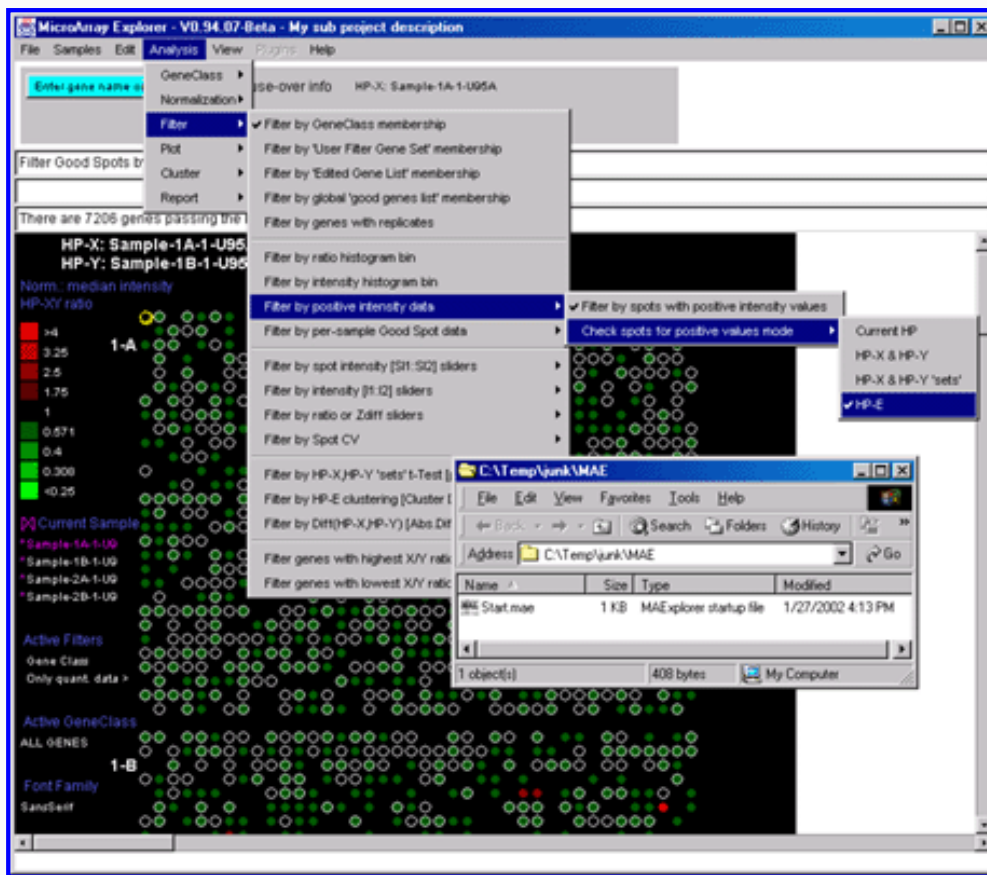 MicroArray Explorer - V0.94.07-Beta - My sub project description
File Samples Edit Analysis View Plugins Help
Enter gene name
use-over info HP-X: Sample-1A-1-U95A
GeneClass
Normalization
Filter
Plot
Cluster
Report
Filter Good Spots
There are 7206 genes passing the
Filter by GeneClass membership
Filter by 'User Filter Gene Set' membership
Filter by 'Edited Gene List' membership
Filter by global 'good genes list' membership
Filter by genes with replicates
Filter by ratio histogram bin
Filter by intensity histogram bin
Filter by positive intensity data
Filter by per-sample Good Spot data
Filter by spot intensity [SI1: SI2] sliders
Filter by intensity [I1:I2] sliders
Filter by ratio or Zdiff sliders
Filter by Spot CV
Filter by HP-X,HP-Y 'sets' t-Test
Filter by HP-E clustering [Cluster
Filter by Diff(HP-X,HP-Y) [Abs.Dif
Filter genes with highest X/Y ratio
Filter genes with lowest X/Y ratio
Filter by spots with positive intensity values
Check spots for positive values mode
Current HP
HP-X & HP-Y
HP-X & HP-Y 'sets'
HP-E
HP-X: Sample-1A-1-U95
HP-Y: Sample-1B-1-U95
Norm.: median intensity
HP-X/Y ratio
>4
3.25
2.5
1.75
1
0.571
0.4
0.308
<0.25
1-A
[X] Current Sample
*Sample-1A-1-U9
*Sample-1B-1-U9
*Sample-2A-1-U9
*Sample-2B-1-U9
Active Filters
Gene Class
Only quant. data >
Active GeneClass
ALL GENES
1-B
Font Family
SansSerif
C:\Temp\junk\MAE
File Edit View Favorites Tools Help
Back Search Folders History
Address C:\Temp\junk\MAE Go
Name Size Type Modified
Start.mae 1 KB MAExplorer startup file 1/27/2002 4:13 PM
1 object(s) 408 bytes My Computer